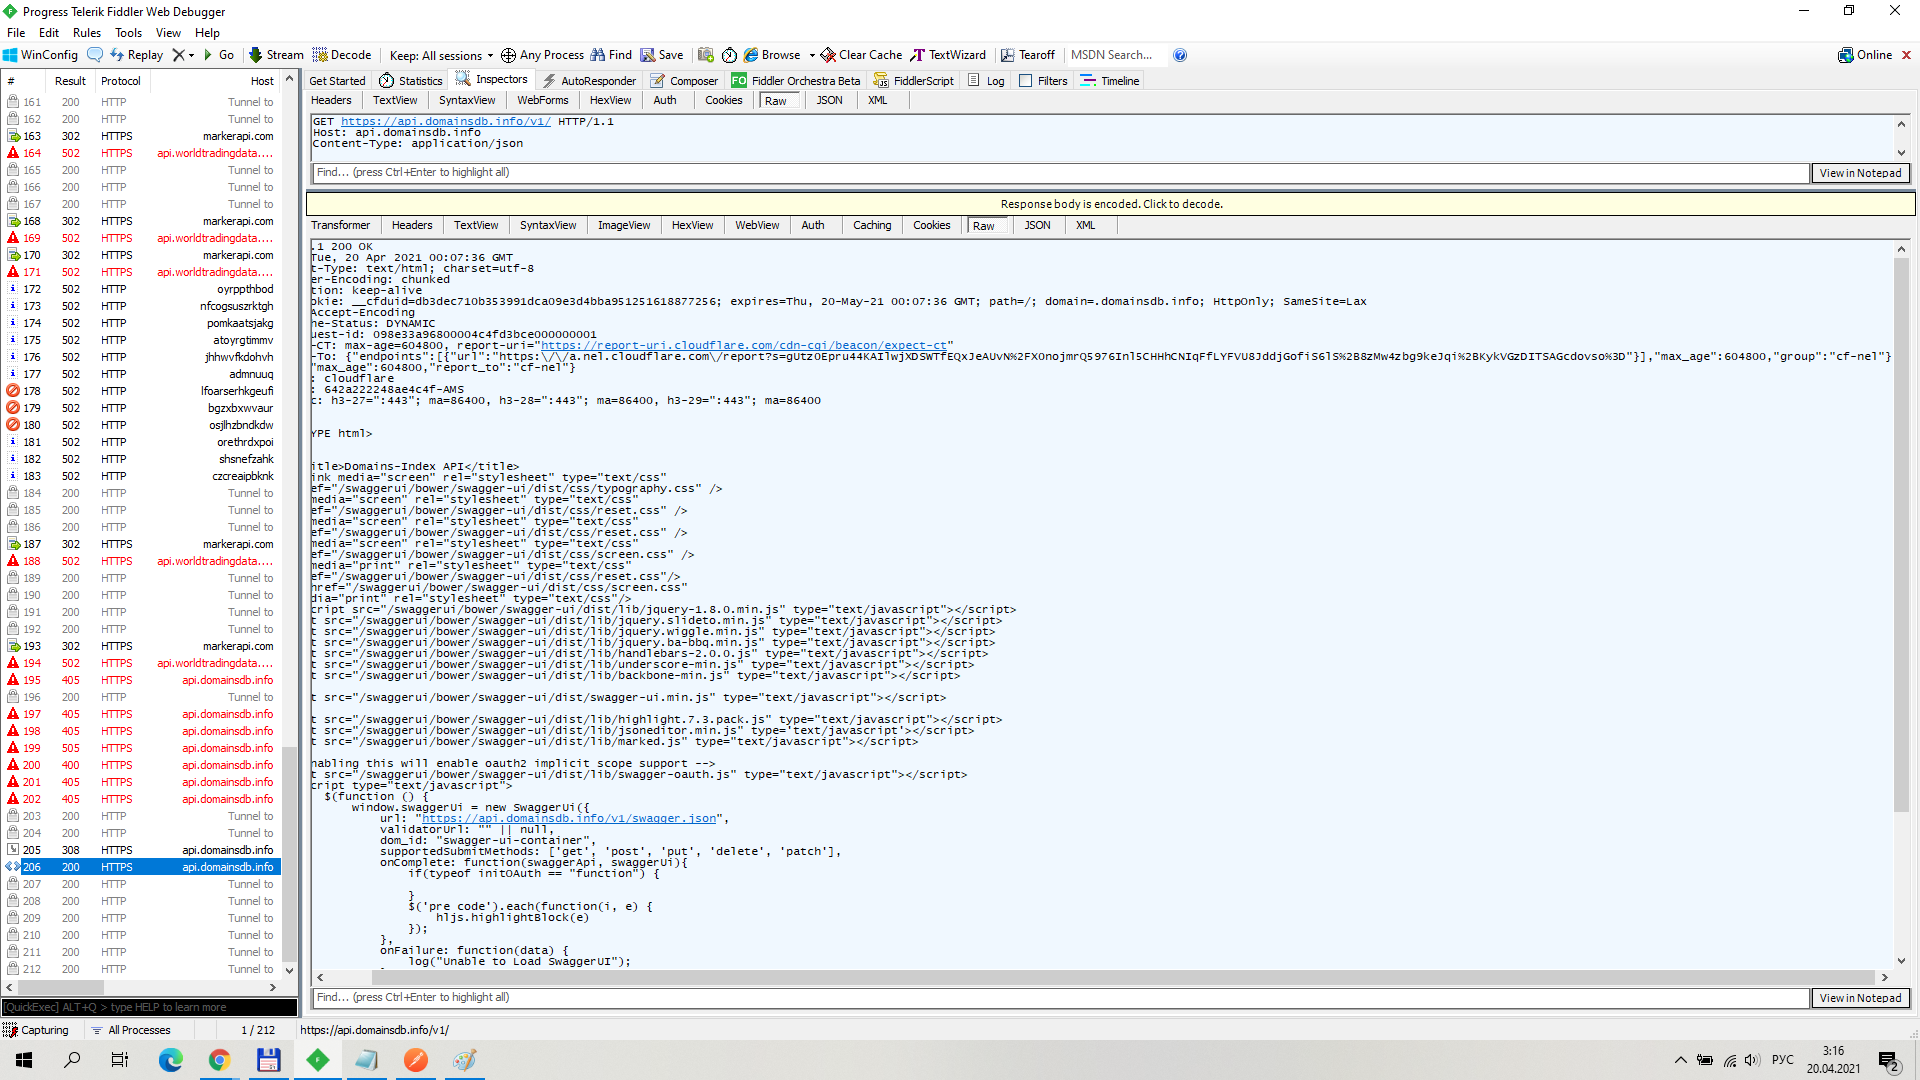 Progress Telerik Fiddler Web Debugger
File Edit Rules Tools View Help
WinConfig Replay Go Stream Decode Keep: All sessions Any Process Find Save Browse Clear Cache TextWizard Tearoff MSDN Search... Online
# Result Protocol Host
161 200 HTTP Tunnel to
162 200 HTTP Tunnel to
163 302 HTTPS markerapi.com
164 502 HTTPS api.worldtradingdata....
165 200 HTTP Tunnel to
166 200 HTTP Tunnel to
167 200 HTTP Tunnel to
168 302 HTTPS markerapi.com
169 502 HTTPS api.worldtradingdata....
170 302 HTTPS markerapi.com
171 502 HTTPS api.worldtradingdata....
172 502 HTTP oyrppthbod
173 502 HTTP nfcogsuszrktgh
174 502 HTTP pomkaatsjakg
175 502 HTTP atoyrgtimmv
176 502 HTTP jhhwvfkdohvh
177 502 HTTP admnuuq
178 502 HTTP lfoarserhkgeufi
179 502 HTTP bgzxbxwvaur
180 502 HTTP osjlhzbndkdw
181 502 HTTP orethrdxpoi
182 502 HTTP shsnefzahk
183 502 HTTP czcreaipbknk
184 200 HTTP Tunnel to
185 200 HTTP Tunnel to
186 200 HTTP Tunnel to
187 302 HTTPS markerapi.com
188 502 HTTPS api.worldtradingdata....
189 200 HTTP Tunnel to
190 200 HTTP Tunnel to
191 200 HTTP Tunnel to
192 200 HTTP Tunnel to
193 302 HTTPS markerapi.com
194 502 HTTPS api.worldtradingdata....
195 405 HTTPS api.domainsdb.info
196 200 HTTP Tunnel to
197 405 HTTPS api.domainsdb.info
198 405 HTTPS api.domainsdb.info
199 505 HTTPS api.domainsdb.info
200 400 HTTPS api.domainsdb.info
201 405 HTTPS api.domainsdb.info
202 405 HTTPS api.domainsdb.info
203 200 HTTP Tunnel to
204 200 HTTP Tunnel to
205 308 HTTPS api.domainsdb.info
206 200 HTTPS api.domainsdb.info
207 200 HTTP Tunnel to
208 200 HTTP Tunnel to
209 200 HTTP Tunnel to
210 200 HTTP Tunnel to
211 200 HTTP Tunnel to
212 200 HTTP Tunnel to
[QuickExec] ALT+Q > type HELP to learn more
Get Started Statistics Inspectors AutoResponder Composer FO Fiddler Orchestra Beta FiddlerScript Log Filters Timeline
Headers TextView SyntaxView WebForms HexView Auth Cookies Raw JSON XML
GET https://api.domainsdb.info/v1/ HTTP/1.1
Host: api.domainsdb.info
Content-Type: application/json
Find... (press Ctrl+Enter to highlight all) View in Notepad
Response body is encoded. Click to decode.
Transformer Headers TextView SyntaxView ImageView HexView WebView Auth Caching Cookies Raw JSON XML
.1 200 OK
Tue, 20 Apr 2021 00:07:36 GMT
t-Type: text/html; charset=utf-8
er-Encoding: chunked
tion: keep-alive
okie: __cfduid=db3dec710b353991dca09e3d4bba951251618877256; expires=Thu, 20-May-21 00:07:36 GMT; path=/; domain=.domainsdb.info; HttpOnly; SameSite=Lax
Accept-Encoding
he-Status: DYNAMIC
uest-id: 098e33a96800004c4fd3bce000000001
-CT: max-age=604800, report-uri="https://report-uri.cloudflare.com/cdn-cgi/beacon/expect-ct"
-To: {"endpoints":[{"url":"https:\/\/a.nel.cloudflare.com\/report?s=gUtz0Epru44KAIlwjXDSWTfEQxJeAUvN%2FX0nojmrQ5976Inl5CHHhCNIqFfLYFVU8JddjGofiS6lS%2B8zMw4zbg9keJqi%2BKykVGzDITSAGcdovso%3D"}],"max_age":604800,"group":"cf-nel"}
"max_age":604800,"report_to":"cf-nel"}
: cloudflare
: 642a222248ae4c4f-AMS
c: h3-27=":443"; ma=86400, h3-28=":443"; ma=86400, h3-29=":443"; ma=86400
YPE html>
itle>Domains-Index API</title>
ink media="screen" rel="stylesheet" type="text/css"
ef="/swaggerui/bower/swagger-ui/dist/css/typography.css" />
media="screen" rel="stylesheet" type="text/css"
ef="/swaggerui/bower/swagger-ui/dist/css/reset.css" />
media="screen" rel="stylesheet" type="text/css"
ef="/swaggerui/bower/swagger-ui/dist/css/reset.css" />
media="screen" rel="stylesheet" type="text/css"
ef="/swaggerui/bower/swagger-ui/dist/css/screen.css" />
media="print" rel="stylesheet" type="text/css"
ef="/swaggerui/bower/swagger-ui/dist/css/reset.css"/>
href="/swaggerui/bower/swagger-ui/dist/css/screen.css"
dia="print" rel="stylesheet" type="text/css"/>
cript src="/swaggerui/bower/swagger-ui/dist/lib/jquery-1.8.0.min.js" type="text/javascript"></script>
t src="/swaggerui/bower/swagger-ui/dist/lib/jquery.slideto.min.js" type="text/javascript"></script>
t src="/swaggerui/bower/swagger-ui/dist/lib/jquery.wiggle.min.js" type="text/javascript"></script>
t src="/swaggerui/bower/swagger-ui/dist/lib/jquery.ba-bbq.min.js" type="text/javascript"></script>
t src="/swaggerui/bower/swagger-ui/dist/lib/handlebars-2.0.0.js" type="text/javascript"></script>
t src="/swaggerui/bower/swagger-ui/dist/lib/underscore-min.js" type="text/javascript"></script>
t src="/swaggerui/bower/swagger-ui/dist/lib/backbone-min.js" type="text/javascript"></script>
t src="/swaggerui/bower/swagger-ui/dist/swagger-ui.min.js" type="text/javascript"></script>
t src="/swaggerui/bower/swagger-ui/dist/lib/highlight.7.3.pack.js" type="text/javascript"></script>
t src="/swaggerui/bower/swagger-ui/dist/lib/jsoneditor.min.js" type='text/javascript'></script>
t src="/swaggerui/bower/swagger-ui/dist/lib/marked.js" type="text/javascript"></script>
nabling this will enable oauth2 implicit scope support -->
t src="/swaggerui/bower/swagger-ui/dist/lib/swagger-oauth.js" type="text/javascript"></script>
cript type="text/javascript">
$(function () {
window.swaggerUi = new SwaggerUi({
url: "https://api.domainsdb.info/v1/swagger.json",
validatorUrl: "" || null,
dom_id: "swagger-ui-container",
supportedSubmitMethods: ['get', 'post', 'put', 'delete', 'patch'],
onComplete: function(swaggerApi, swaggerUi){
if(typeof initOAuth == "function") {
}
$('pre code').each(function(i, e) {
hljs.highlightBlock(e)
});
},
onFailure: function(data) {
log("Unable to Load SwaggerUI");
Find... (press Ctrl+Enter to highlight all) View in Notepad
Capturing All Processes 1 / 212 https://api.domainsdb.info/v1/
РУС 3:16
20.04.2021
2